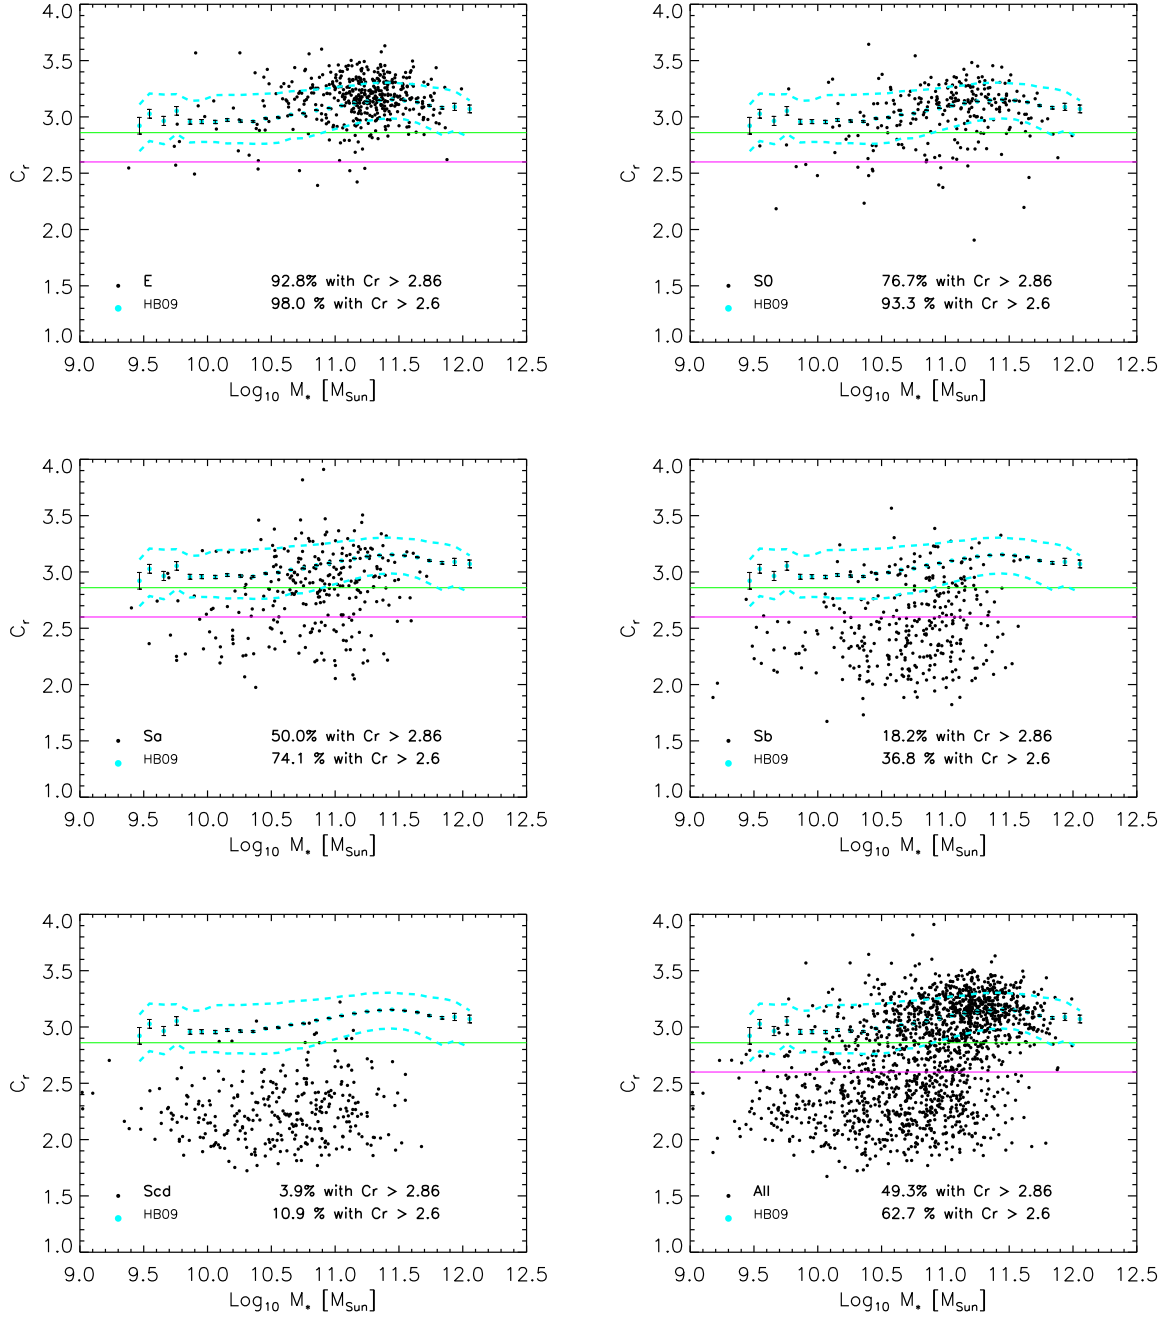 4.0
3.5
3.0
2.5
2.0
1.5
1.0
C_r
E 92.8% with Cr > 2.86
HB09 98.0 % with Cr > 2.6
9.0 9.5 10.0 10.5 11.0 11.5 12.0 12.5
Log10 M* [MSun]
4.0
3.5
3.0
2.5
2.0
1.5
1.0
C_r
S0 76.7% with Cr > 2.86
HB09 93.3 % with Cr > 2.6
9.0 9.5 10.0 10.5 11.0 11.5 12.0 12.5
Log10 M* [MSun]
4.0
3.5
3.0
2.5
2.0
1.5
1.0
C_r
Sa 50.0% with Cr > 2.86
HB09 74.1 % with Cr > 2.6
9.0 9.5 10.0 10.5 11.0 11.5 12.0 12.5
Log10 M* [MSun]
4.0
3.5
3.0
2.5
2.0
1.5
1.0
C_r
Sb 18.2% with Cr > 2.86
HB09 36.8 % with Cr > 2.6
9.0 9.5 10.0 10.5 11.0 11.5 12.0 12.5
Log10 M* [MSun]
4.0
3.5
3.0
2.5
2.0
1.5
1.0
C_r
Scd 3.9% with Cr > 2.86
HB09 10.9 % with Cr > 2.6
9.0 9.5 10.0 10.5 11.0 11.5 12.0 12.5
Log10 M* [MSun]
4.0
3.5
3.0
2.5
2.0
1.5
1.0
C_r
All 49.3% with Cr > 2.86
HB09 62.7 % with Cr > 2.6
9.0 9.5 10.0 10.5 11.0 11.5 12.0 12.5
Log10 M* [MSun]